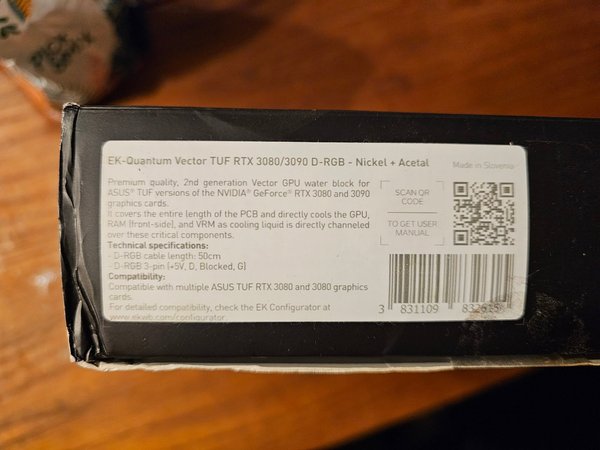 EK-Quantum Vector TUF RTX 3080/3090 D-RGB - Nickel + Acetal
Made in Slovenia
Premium quality, 2nd generation Vector GPU water block for
ASUS® TUF versions of the NVIDIA® GeForce® RTX 3080 and 3090
graphics cards.
It covers the entire length of the PCB and directly cools the GPU,
RAM (front-side), and VRM as cooling liquid is directly channeled
over these critical components.
Technical specifications:
- D-RGB cable length: 50cm
- D-RGB 3-pin (+5V, D, Blocked, G)
Compatibility:
Compatible with multiple ASUS TUF RTX 3080 and 3080 graphics
cards.
For detailed compatibility, check the EK Configurator at
www.ekwb.com/configurator.
SCAN QR
CODE
TO GET USER
MANUAL
3 831109